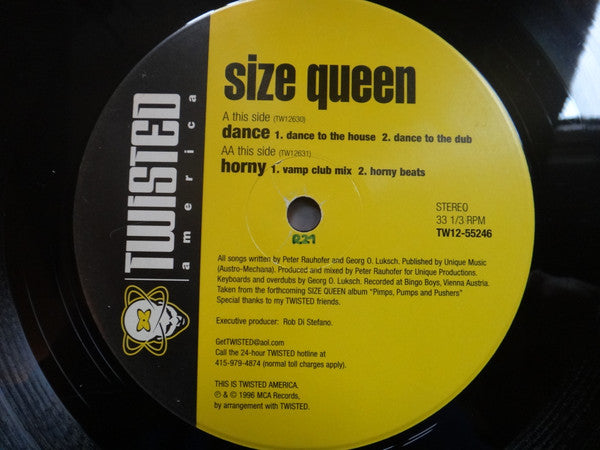 TWISTED
america
size queen
A this side (TW12630)
dance 1. dance to the house 2. dance to the dub
AA this side (TW12631)
horny 1. vamp club mix 2. horny beats
STEREO
33 1/3 RPM
TW12-55246
R21
All songs written by Peter Rauhofer and Georg O. Luksch. Published by Unique Music
(Austro-Mechana). Produced and mixed by Peter Rauhofer for Unique Productions.
Keyboards and overdubs by Georg O. Luksch. Recorded at Bingo Boys, Vienna Austria.
Taken from the forthcoming SIZE QUEEN album "Pimps, Pumps and Pushers"
Special thanks to my TWISTED friends.
Executive producer: Rob Di Stefano.
GetTWISTED@aol.com
Call the 24-hour TWISTED hotline at
415-979-4874 (normal toll charges apply).
THIS IS TWISTED AMERICA.
℗ & © 1996 MCA Records,
by arrangement with TWISTED.